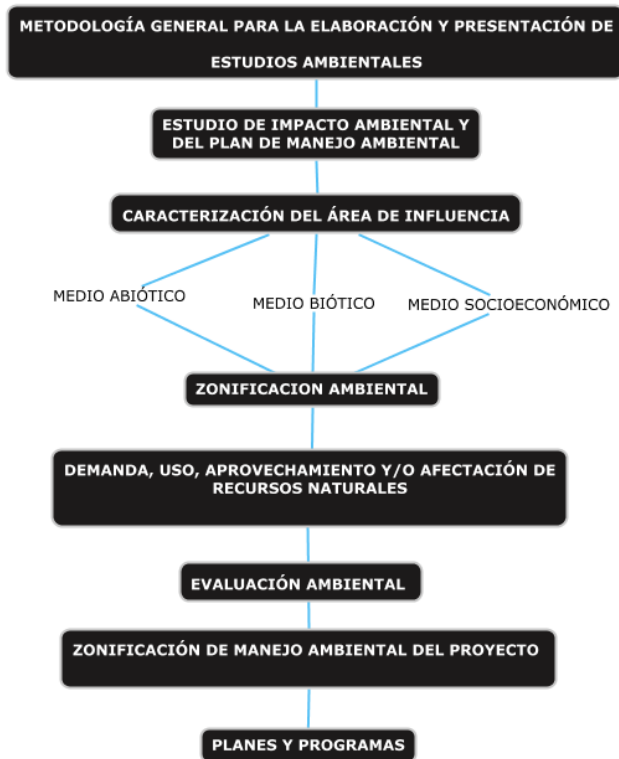 METODOLOGÍA GENERAL PARA LA ELABORACIÓN Y PRESENTACIÓN DE
ESTUDIOS AMBIENTALES
ESTUDIO DE IMPACTO AMBIENTAL Y
DEL PLAN DE MANEJO AMBIENTAL
CARACTERIZACIÓN DEL ÁREA DE INFLUENCIA
MEDIO ABIÓTICO
MEDIO BIÓTICO
MEDIO SOCIOECONÓMICO
ZONIFICACION AMBIENTAL
DEMANDA, USO, APROVECHAMIENTO Y/O AFECTACIÓN DE
RECURSOS NATURALES
EVALUACIÓN AMBIENTAL
ZONIFICACIÓN DE MANEJO AMBIENTAL DEL PROYECTO
PLANES Y PROGRAMAS